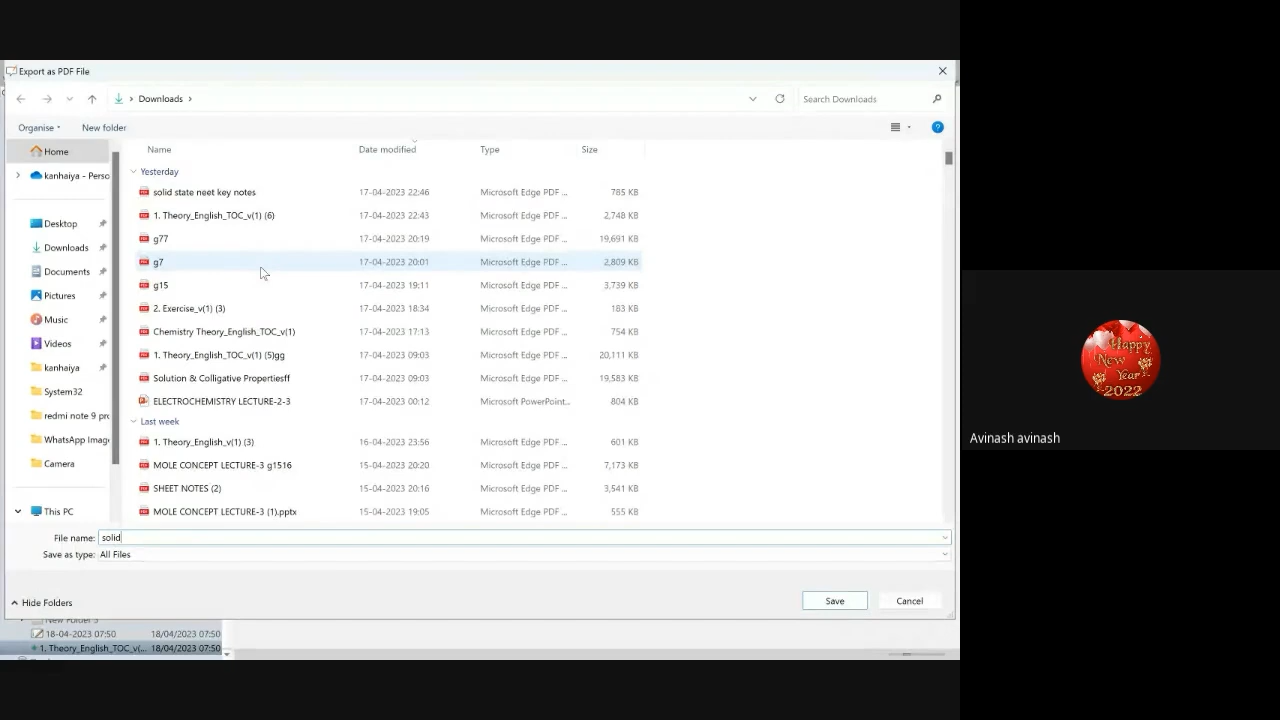 Export as PDF File
Downloads
Search Downloads
Organise
New folder
Name Date modified Type Size
Home
kanhaiya - Perso
Desktop
Downloads
Documents
Pictures
Music
Videos
kanhaiya
System32
redmi note 9 pro
WhatsApp Image
Camera
This PC
Yesterday
solid state neet key notes 17-04-2023 22:46 Microsoft Edge PDF ... 785 KB
1. Theory_English_TOC_v(1) (6) 17-04-2023 22:43 Microsoft Edge PDF ... 2,748 KB
g77 17-04-2023 20:19 Microsoft Edge PDF ... 19,691 KB
g7 17-04-2023 20:01 Microsoft Edge PDF ... 2,809 KB
g15 17-04-2023 19:11 Microsoft Edge PDF ... 3,739 KB
2. Exercise_v(1) (3) 17-04-2023 18:34 Microsoft Edge PDF ... 183 KB
Chemistry Theory_English_TOC_v(1) 17-04-2023 17:13 Microsoft Edge PDF ... 754 KB
1. Theory_English_TOC_v(1) (5)gg 17-04-2023 09:03 Microsoft Edge PDF ... 20,111 KB
Solution & Colligative Propertiesff 17-04-2023 09:03 Microsoft Edge PDF ... 19,583 KB
ELECTROCHEMISTRY LECTURE-2-3 17-04-2023 00:12 Microsoft PowerPoint... 804 KB
Last week
1. Theory_English_v(1) (3) 16-04-2023 23:56 Microsoft Edge PDF ... 601 KB
MOLE CONCEPT LECTURE-3 g1516 15-04-2023 20:20 Microsoft Edge PDF ... 7,173 KB
SHEET NOTES (2) 15-04-2023 20:16 Microsoft Edge PDF ... 3,541 KB
MOLE CONCEPT LECTURE-3 (1).pptx 15-04-2023 19:05 Microsoft Edge PDF ... 555 KB
File name: solid
Save as type: All Files
Hide Folders
Save
Cancel
18-04-2023 07:50 18/04/2023 07:50
1. Theory_English_TOC_v(... 18/04/2023 07:50
Happy
New
Year
2022
Avinash avinash